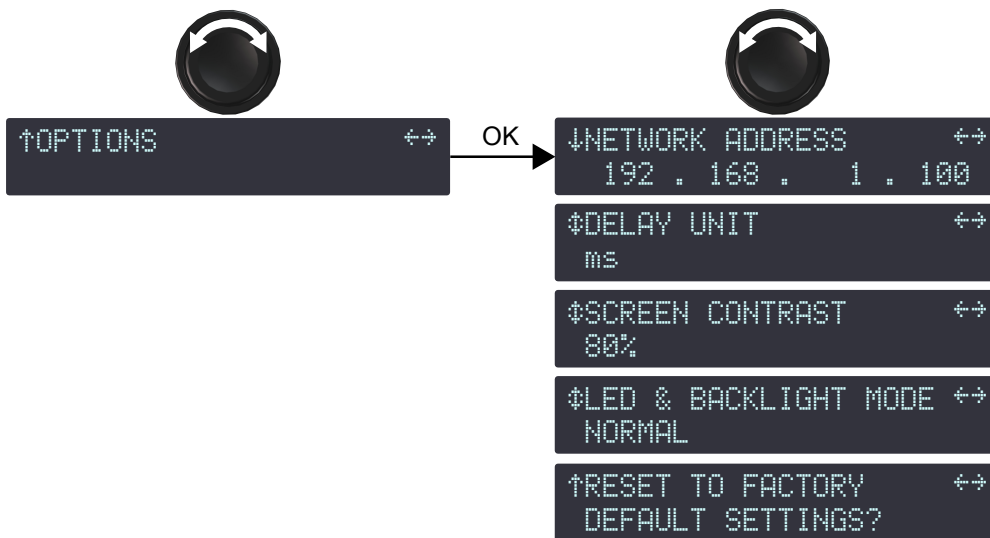 ↑OPTIONS ←→
OK
↓NETWORK ADDRESS ←→
192 . 168 . 1 . 100
↕DELAY UNIT ←→
ms
↕SCREEN CONTRAST ←→
80%
↕LED & BACKLIGHT MODE ←→
NORMAL
↑RESET TO FACTORY ←→
DEFAULT SETTINGS?